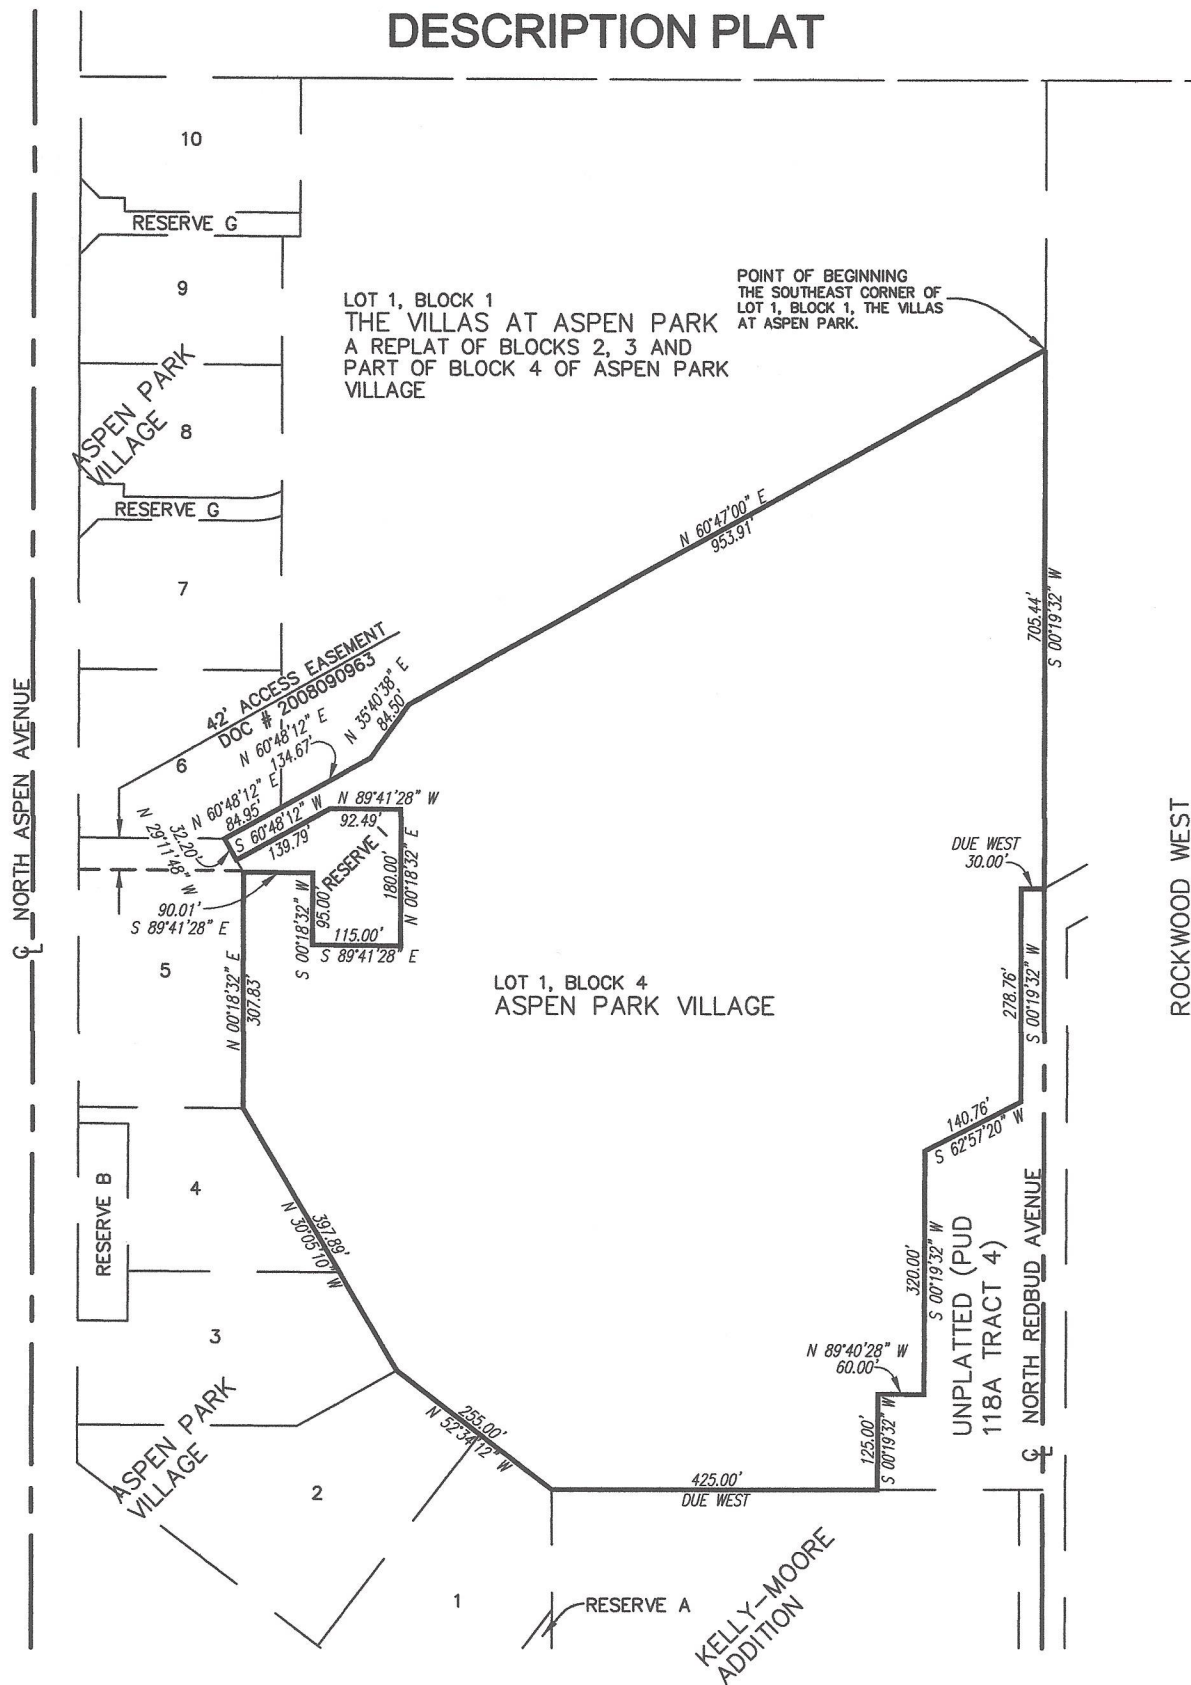 DESCRIPTION PLAT
10
RESERVE G
9
LOT 1, BLOCK 1
THE VILLAS AT ASPEN PARK
A REPLAT OF BLOCKS 2, 3 AND
PART OF BLOCK 4 OF ASPEN PARK
VILLAGE
POINT OF BEGINNING
THE SOUTHEAST CORNER OF
LOT 1, BLOCK 1, THE VILLAS
AT ASPEN PARK.
ASPEN PARK
VILLAGE
8
RESERVE G
7
N 60°47'00" E
953.91'
705.44'
S 00°19'32" W
42' ACCESS EASEMENT
DOC # 2008090963
N 60°48'12" E
134.67'
N 35°40'38" E
84.50'
6
N 60°48'12" E
84.95'
N 29°11'48" W
32.20'
S 60°48'12" W
139.79'
N 89°41'28" W
92.49'
RESERVE I
180.00'
N 00°18'32" E
90.01'
S 89°41'28" E
S 00°18'32" W
95.00'
115.00'
S 89°41'28" E
CL NORTH ASPEN AVENUE
5
N 00°18'32" E
307.83'
LOT 1, BLOCK 4
ASPEN PARK VILLAGE
DUE WEST
30.00'
278.76'
S 00°19'32" W
ROCKWOOD WEST
140.76'
S 62°57'20" W
RESERVE B
4
397.89'
N 30°05'10" W
320.00'
S 00°19'32" W
UNPLATTED (PUD
118A TRACT 4)
CL NORTH REDBUD AVENUE
3
N 89°40'28" W
60.00'
ASPEN PARK
VILLAGE
255.00'
N 52°34'12" W
125.00'
S 00°19'32" W
425.00'
DUE WEST
2
1
RESERVE A
KELLY-MOORE
ADDITION